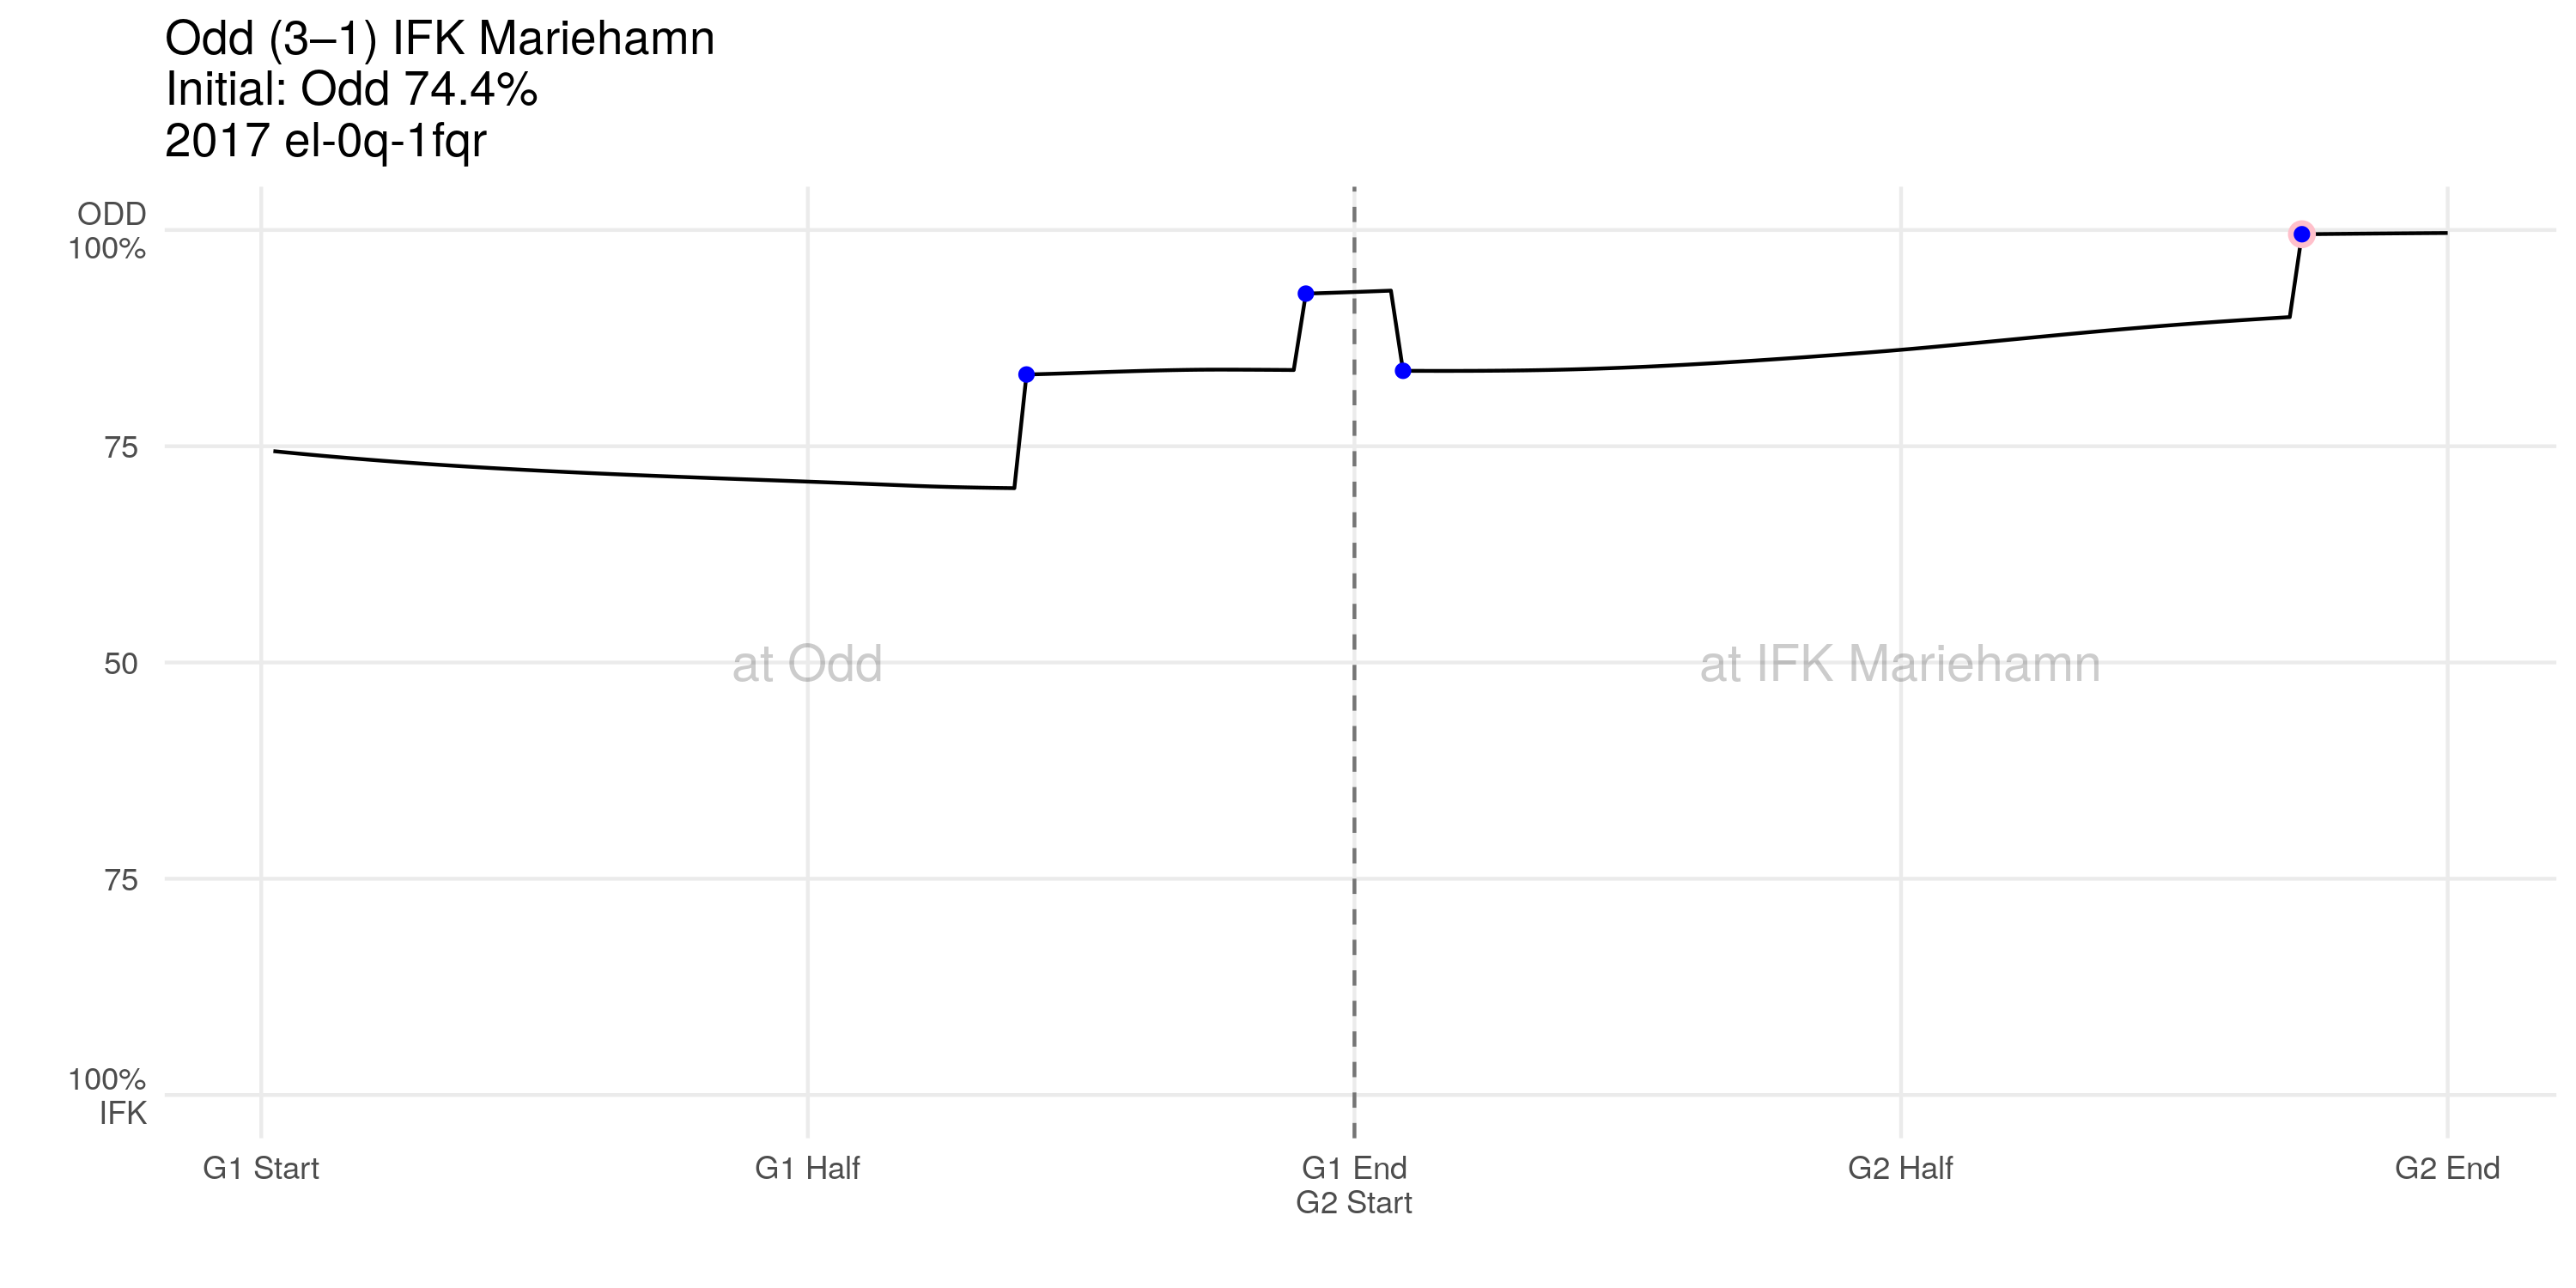 Odd (3–1) IFK Mariehamn
Initial: Odd 74.4%
2017 el-0q-1fqr
ODD
100%
75
50
75
100%
IFK
at Odd
at IFK Mariehamn
G1 Start
G1 Half
G1 End
G2 Start
G2 Half
G2 End